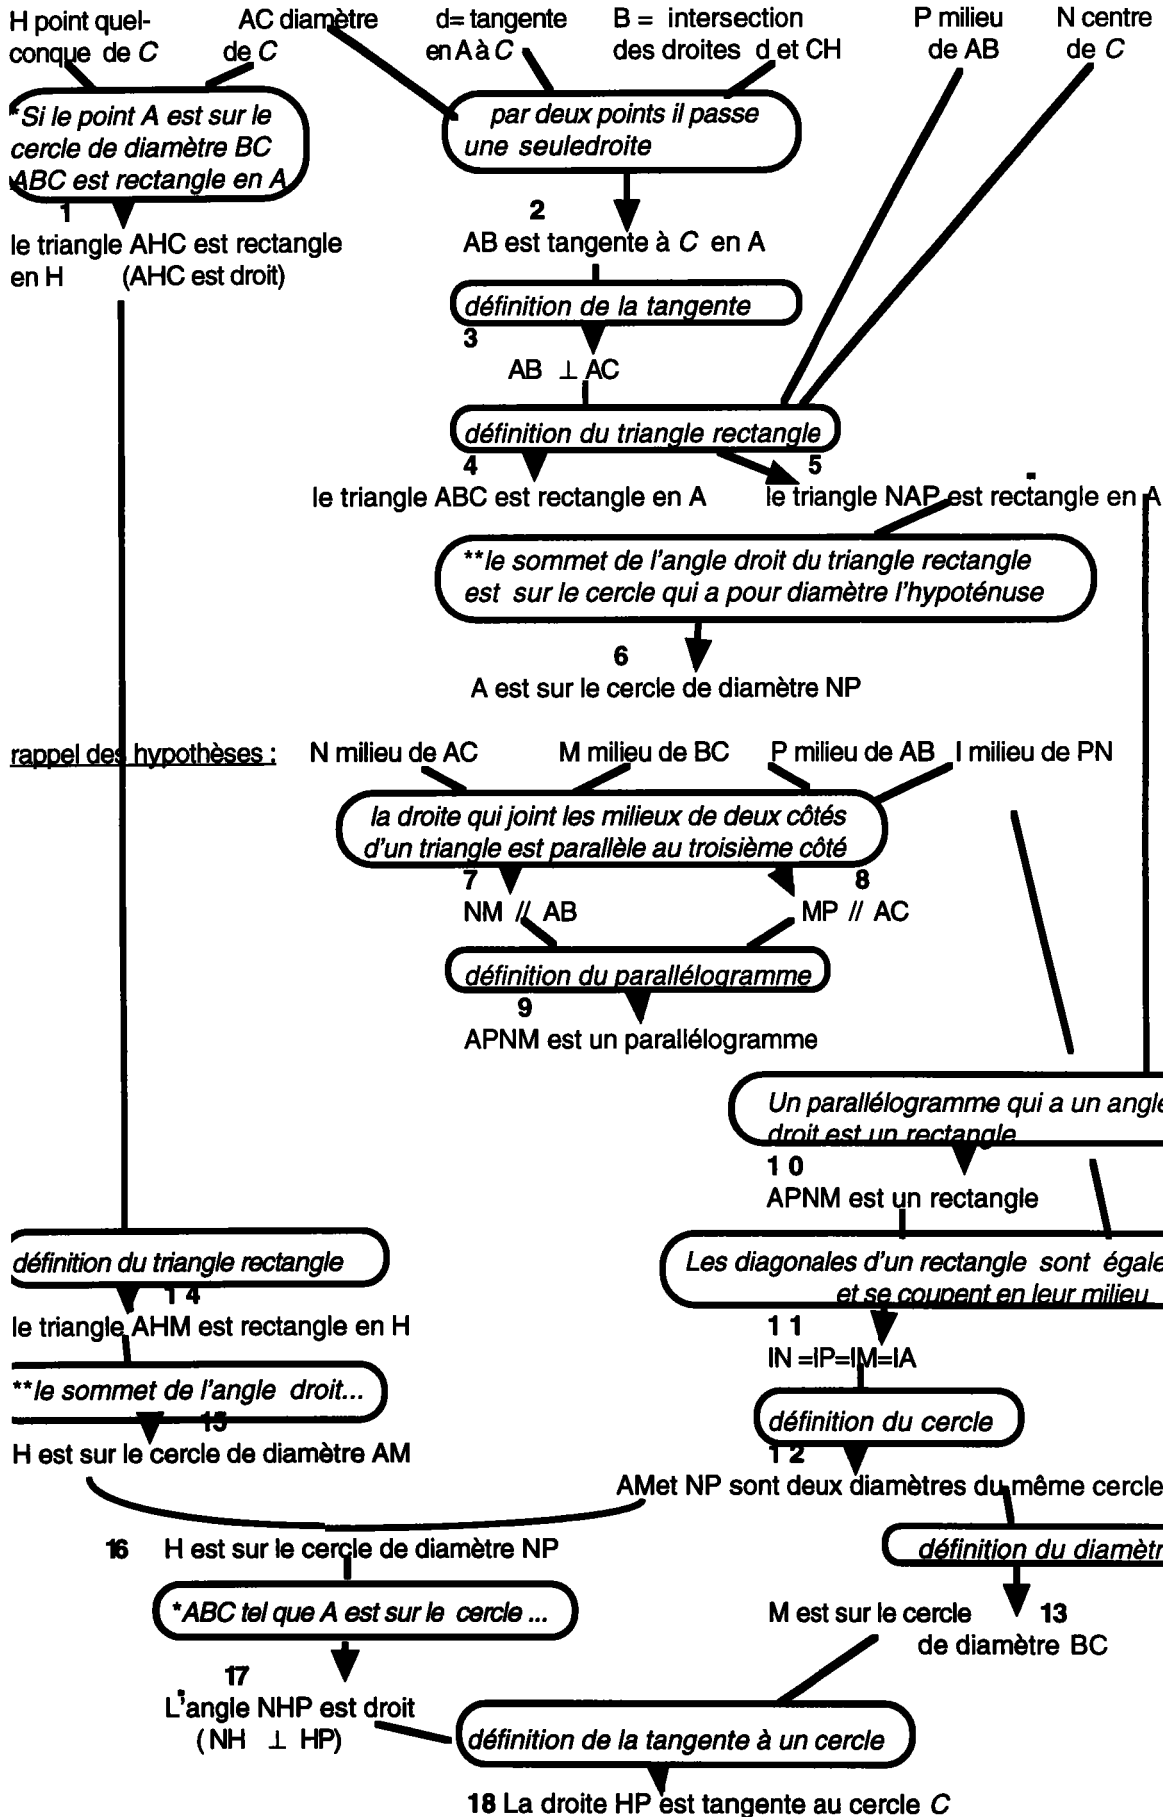 H point quel-
conque de C
AC diamètre
de C
d= tangente
en A à C
B = intersection
des droites d et CH
P milieu
de AB
N centre
de C
*Si le point A est sur le
cercle de diamètre BC
ABC est rectangle en A
par deux points il passe
une seuledroite
1
le triangle AHC est rectangle
en H (AHC est droit)
2
AB est tangente à C en A
définition de la tangente
3
AB ⊥ AC
définition du triangle rectangle
4
le triangle ABC est rectangle en A
5
le triangle NAP est rectangle en A
**le sommet de l'angle droit du triangle rectangle
est sur le cercle qui a pour diamètre l'hypoténuse
6
A est sur le cercle de diamètre NP
rappel des hypothèses : N milieu de AC M milieu de BC P milieu de AB I milieu de PN
la droite qui joint les milieux de deux côtés
d'un triangle est parallèle au troisième côté
7
NM // AB
8
MP // AC
définition du parallélogramme
9
APNM est un parallélogramme
Un parallélogramme qui a un angle
droit est un rectangle
10
APNM est un rectangle
Les diagonales d'un rectangle sont égale
et se coupent en leur milieu
11
IN =IP=IM=IA
définition du cercle
12
AMet NP sont deux diamètres du même cercle
définition du diamètr
M est sur le cercle 13
de diamètre BC
définition du triangle rectangle
14
le triangle AHM est rectangle en H
**le sommet de l'angle droit...
15
H est sur le cercle de diamètre AM
16 H est sur le cercle de diamètre NP
*ABC tel que A est sur le cercle ...
17
L'angle NHP est droit
(NH ⊥ HP)
définition de la tangente à un cercle
18 La droite HP est tangente au cercle C